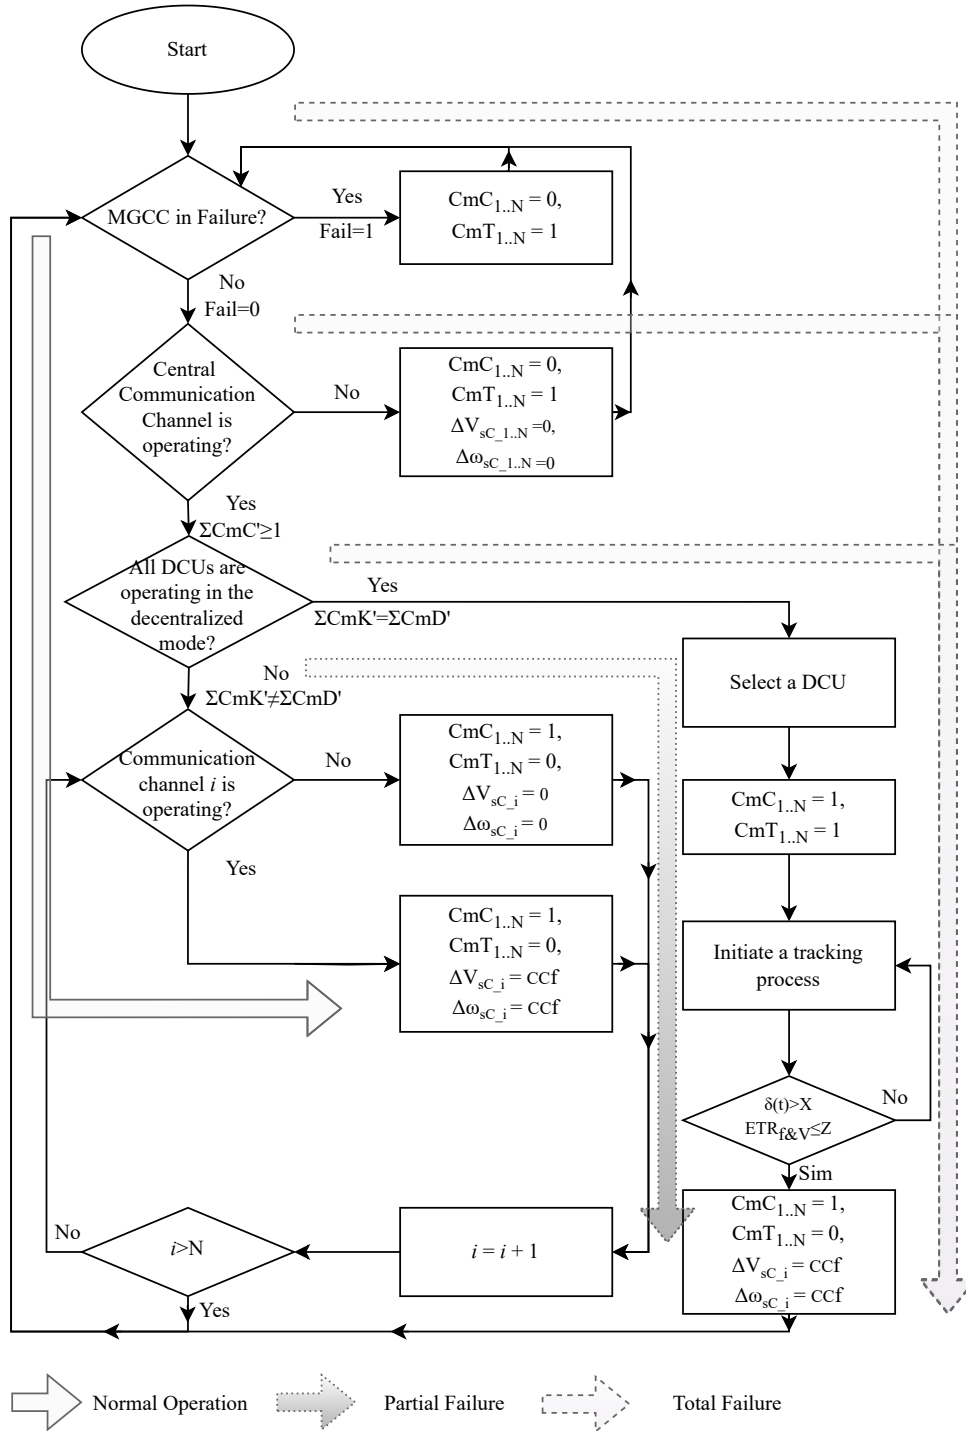 Start
MGCC in Failure?
Yes
Fail=1
CmC1..N = 0,
CmT1..N = 1
No
Fail=0
Central
Communication
Channel is
operating?
No
CmC1..N = 0,
CmT1..N = 1
ΔVsC_1..N =0,
ΔωsC_1..N =0
Yes
ΣCmC'≥1
All DCUs are
operating in the
decentralized
mode?
Yes
ΣCmK'=ΣCmD'
No
ΣCmK'≠ΣCmD'
Select a DCU
Communication
channel i is
operating?
No
CmC1..N = 1,
CmT1..N = 0,
ΔVsC_i = 0
ΔωsC_i = 0
CmC1..N = 1,
CmT1..N = 1
Yes
CmC1..N = 1,
CmT1..N = 0,
ΔVsC_i = CCf
ΔωsC_i = CCf
Initiate a tracking
process
δ(t)>X
ETRf&V≤Z
No
Sim
CmC1..N = 1,
CmT1..N = 0,
ΔVsC_i = CCf
ΔωsC_i = CCf
i = i + 1
i>N
No
Yes
Normal Operation
Partial Failure
Total Failure